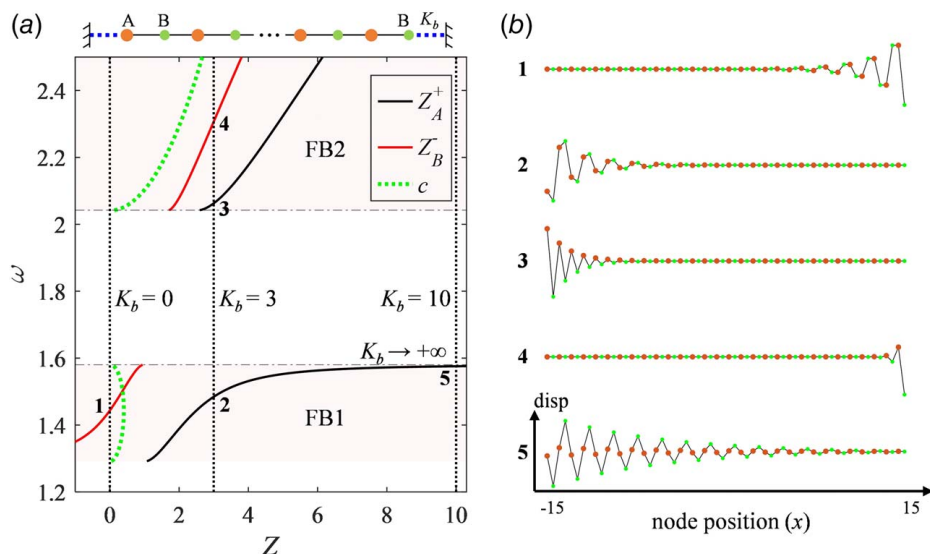 (a)
A B B K_b
2.4
2.2
2
1.8
1.6
1.4
1.2
ω
0 2 4 6 8 10
Z
Z_A^+
Z_B^-
c
FB2
FB1
K_b = 0
K_b = 3
K_b = 10
K_b → +∞
4
3
1
2
5
(b)
1
2
3
4
5
disp
-15 15
node position (x)